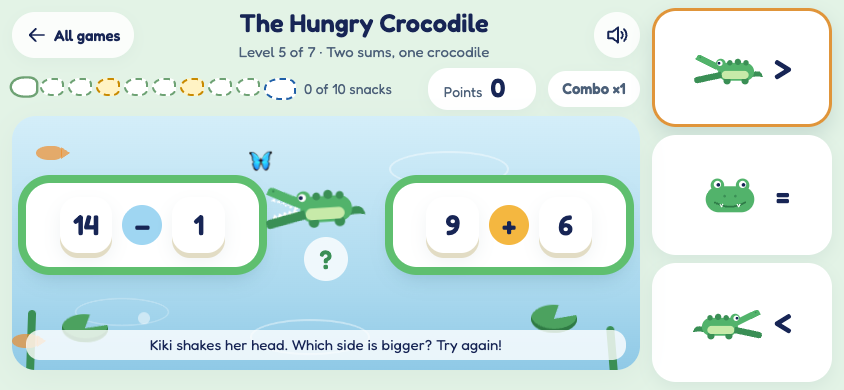 All games
The Hungry Crocodile
Level 5 of 7 · Two sums, one crocodile
0 of 10 snacks
Points 0
Combo ×1
14 – 1
?
9 + 6
Kiki shakes her head. Which side is bigger? Try again!
>
=
<